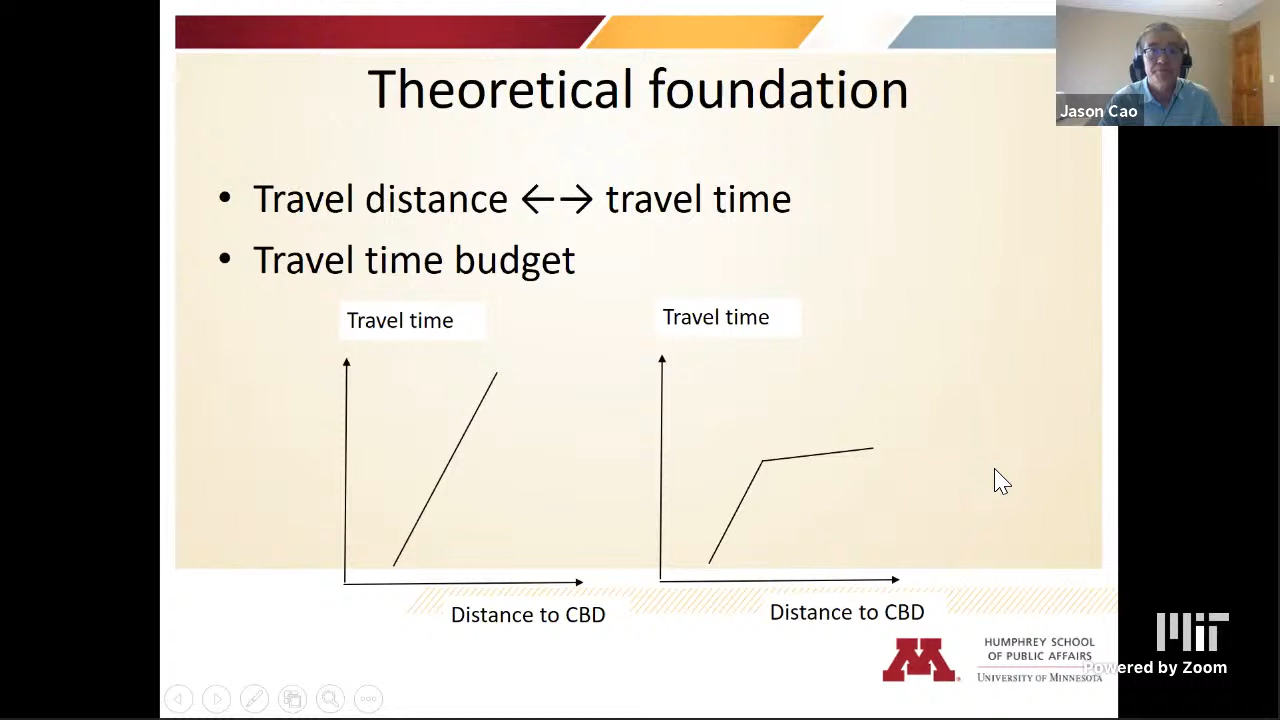 Theoretical foundation
Jason Cao
• Travel distance ←→ travel time
• Travel time budget
Travel time
Travel time
Distance to CBD
Distance to CBD
M
HUMPHREY SCHOOL
OF PUBLIC AFFAIRS
UNIVERSITY OF MINNESOTA
MIT
Powered by Zoom